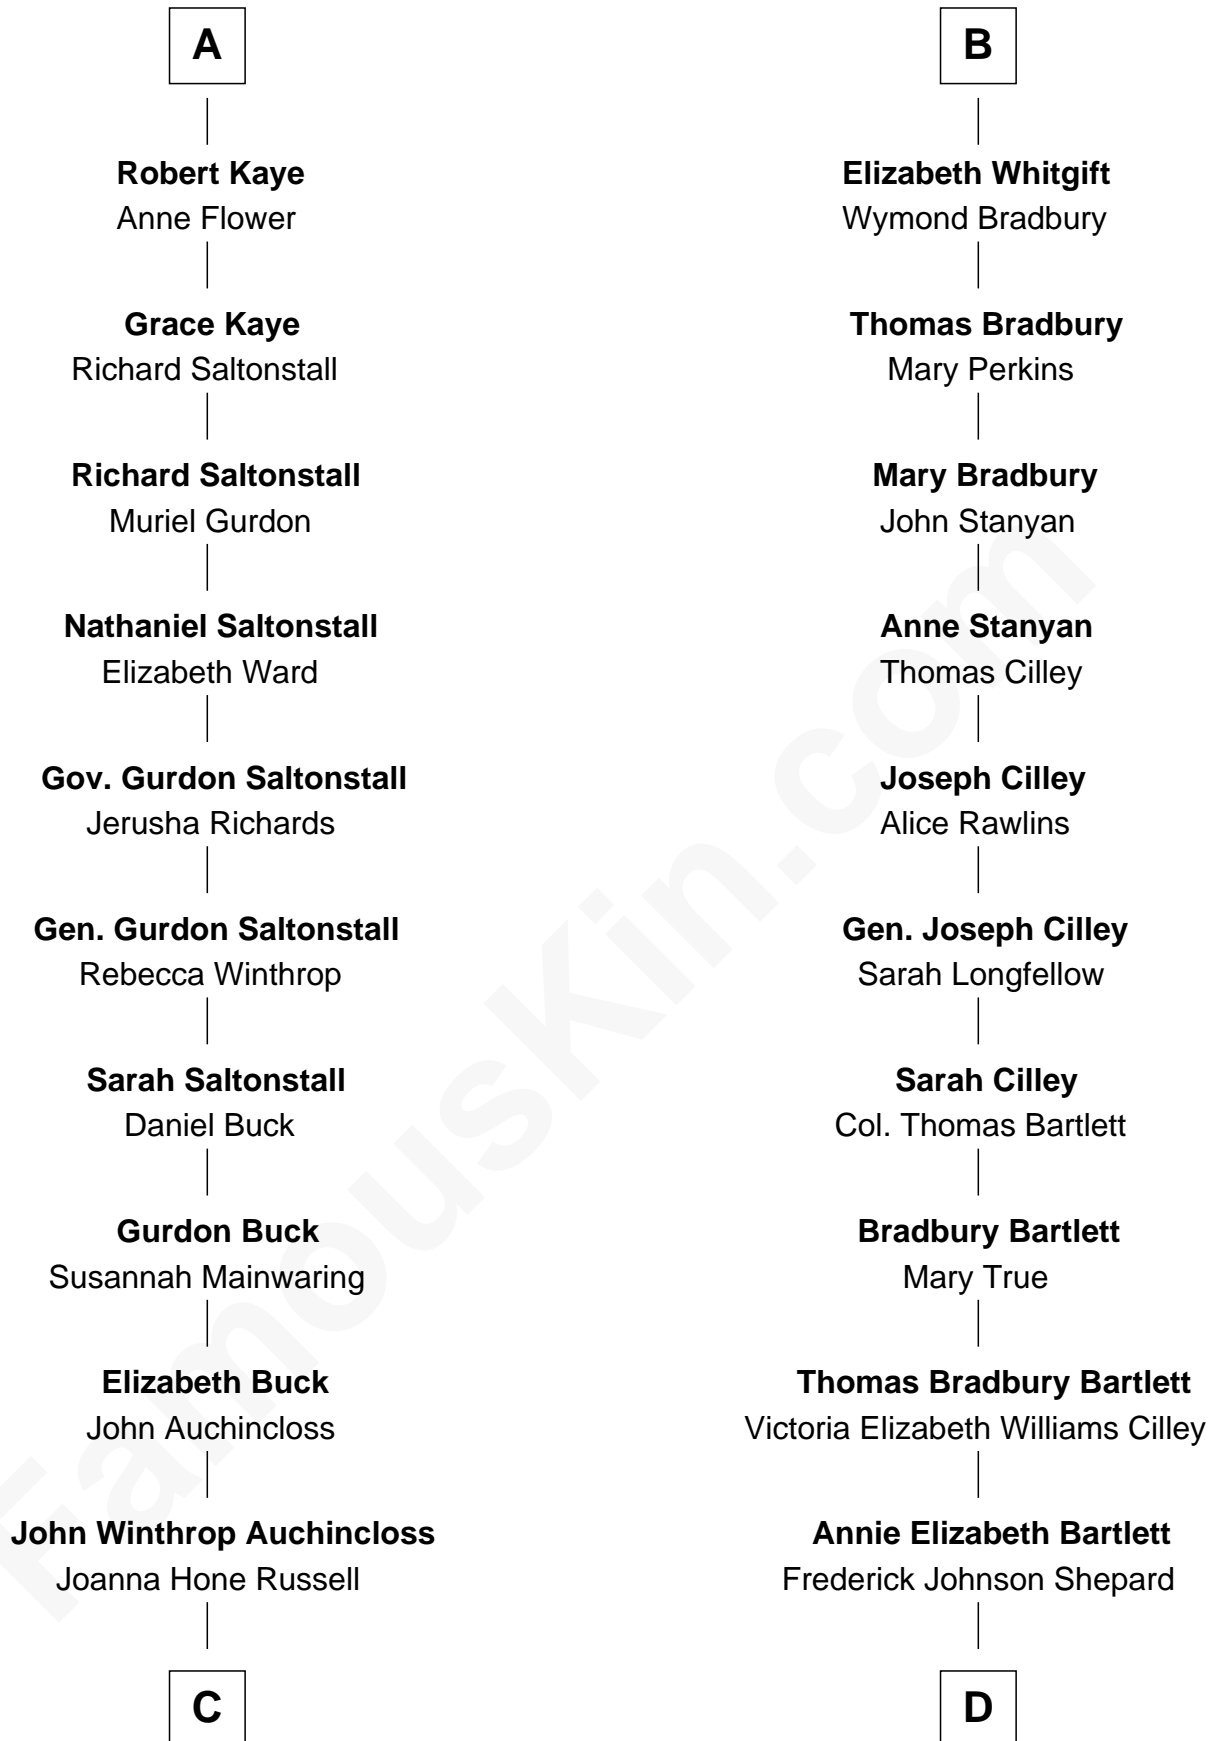 A
Robert Kaye
Anne Flower
Grace Kaye
Richard Saltonstall
Richard Saltonstall
Muriel Gurdon
Nathaniel Saltonstall
Elizabeth Ward
Gov. Gurdon Saltonstall
Jerusha Richards
Gen. Gurdon Saltonstall
Rebecca Winthrop
Sarah Saltonstall
Daniel Buck
Gurdon Buck
Susannah Mainwaring
Elizabeth Buck
John Auchincloss
John Winthrop Auchincloss
Joanna Hone Russell
C
B
Elizabeth Whitgift
Wymond Bradbury
Thomas Bradbury
Mary Perkins
Mary Bradbury
John Stanyan
Anne Stanyan
Thomas Cilley
Joseph Cilley
Alice Rawlins
Gen. Joseph Cilley
Sarah Longfellow
Sarah Cilley
Col. Thomas Bartlett
Bradbury Bartlett
Mary True
Thomas Bradbury Bartlett
Victoria Elizabeth Williams Cilley
Annie Elizabeth Bartlett
Frederick Johnson Shepard
D
FamousKin.com